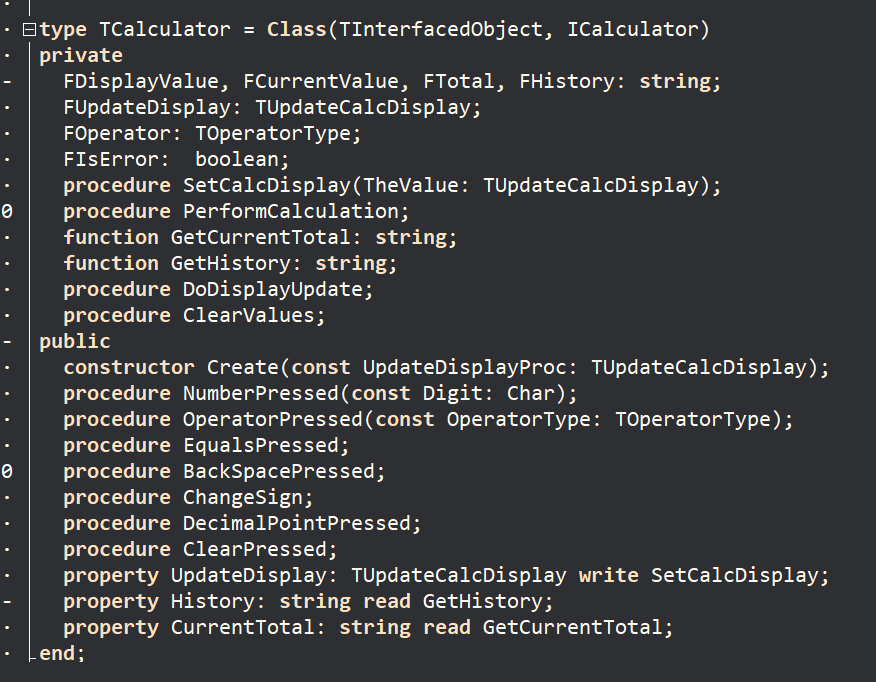 type TCalculator = Class(TInterfacedObject, ICalculator)
private
  FDisplayValue, FCurrentValue, FTotal, FHistory: string;
  FUpdateDisplay: TUpdateCalcDisplay;
  FOperator: TOperatorType;
  FIsError:  boolean;
  procedure SetCalcDisplay(TheValue: TUpdateCalcDisplay);
0 procedure PerformCalculation;
  function GetCurrentTotal: string;
  function GetHistory: string;
  procedure DoDisplayUpdate;
  procedure ClearValues;
public
  constructor Create(const UpdateDisplayProc: TUpdateCalcDisplay);
  procedure NumberPressed(const Digit: Char);
  procedure OperatorPressed(const OperatorType: TOperatorType);
  procedure EqualsPressed;
0 procedure BackSpacePressed;
  procedure ChangeSign;
  procedure DecimalPointPressed;
  procedure ClearPressed;
  property UpdateDisplay: TUpdateCalcDisplay write SetCalcDisplay;
  property History: string read GetHistory;
  property CurrentTotal: string read GetCurrentTotal;
end;